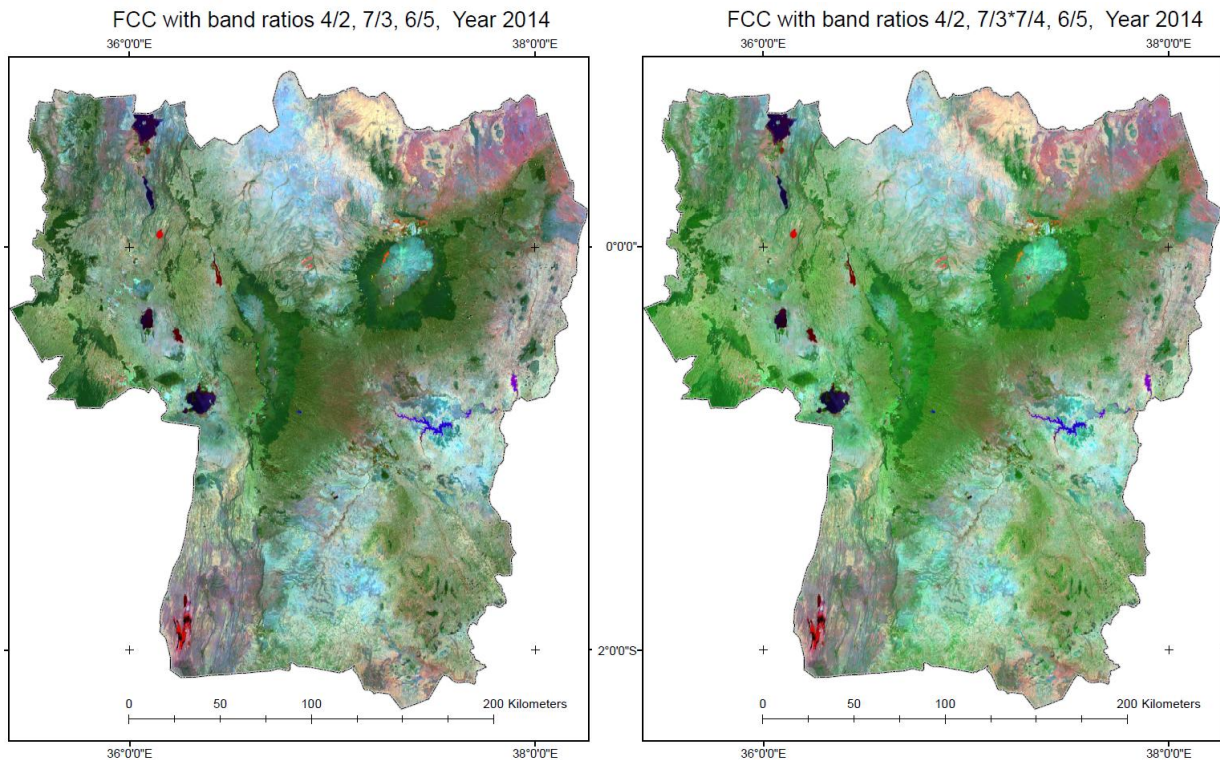 FCC with band ratios 4/2, 7/3, 6/5, Year 2014
36°0'0"E 38°0'0"E
0 50 100 200 Kilometers
36°0'0"E 38°0'0"E
0°0'0"
2°0'0"S
FCC with band ratios 4/2, 7/3*7/4, 6/5, Year 2014
36°0'0"E 38°0'0"E
0 50 100 200 Kilometers
36°0'0"E 38°0'0"E